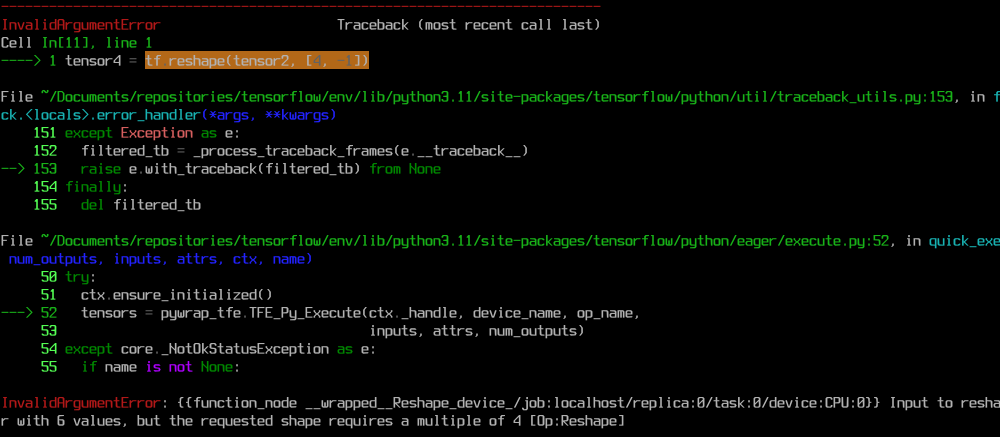 ---------------------------------------------------------------------------
InvalidArgumentError                      Traceback (most recent call last)
Cell In[11], line 1
----> 1 tensor4 = tf reshape(tensor2, [4, -1])
File ~/Documents/repositories/tensorflow/env/lib/python3.11/site-packages/tensorflow/python/util/traceback_utils.py:153, in f
ck.<locals>.error_handler(*args, **kwargs)
    151 except Exception as e:
    152   filtered_tb = _process_traceback_frames(e.__traceback__)
--> 153   raise e.with_traceback(filtered_tb) from None
    154 finally:
    155   del filtered_tb
File ~/Documents/repositories/tensorflow/env/lib/python3.11/site-packages/tensorflow/python/eager/execute.py:52, in quick_exe
 num_outputs, inputs, attrs, ctx, name)
     50 try:
     51   ctx.ensure_initialized()
---> 52   tensors = pywrap_tfe.TFE_Py_Execute(ctx._handle, device_name, op_name,
     53                                       inputs, attrs, num_outputs)
     54 except core._NotOkStatusException as e:
     55   if name is not None:
InvalidArgumentError: {{function_node __wrapped__Reshape_device_/job:localhost/replica:0/task:0/device:CPU:0}} Input to resha
r with 6 values, but the requested shape requires a multiple of 4 [Op:Reshape]